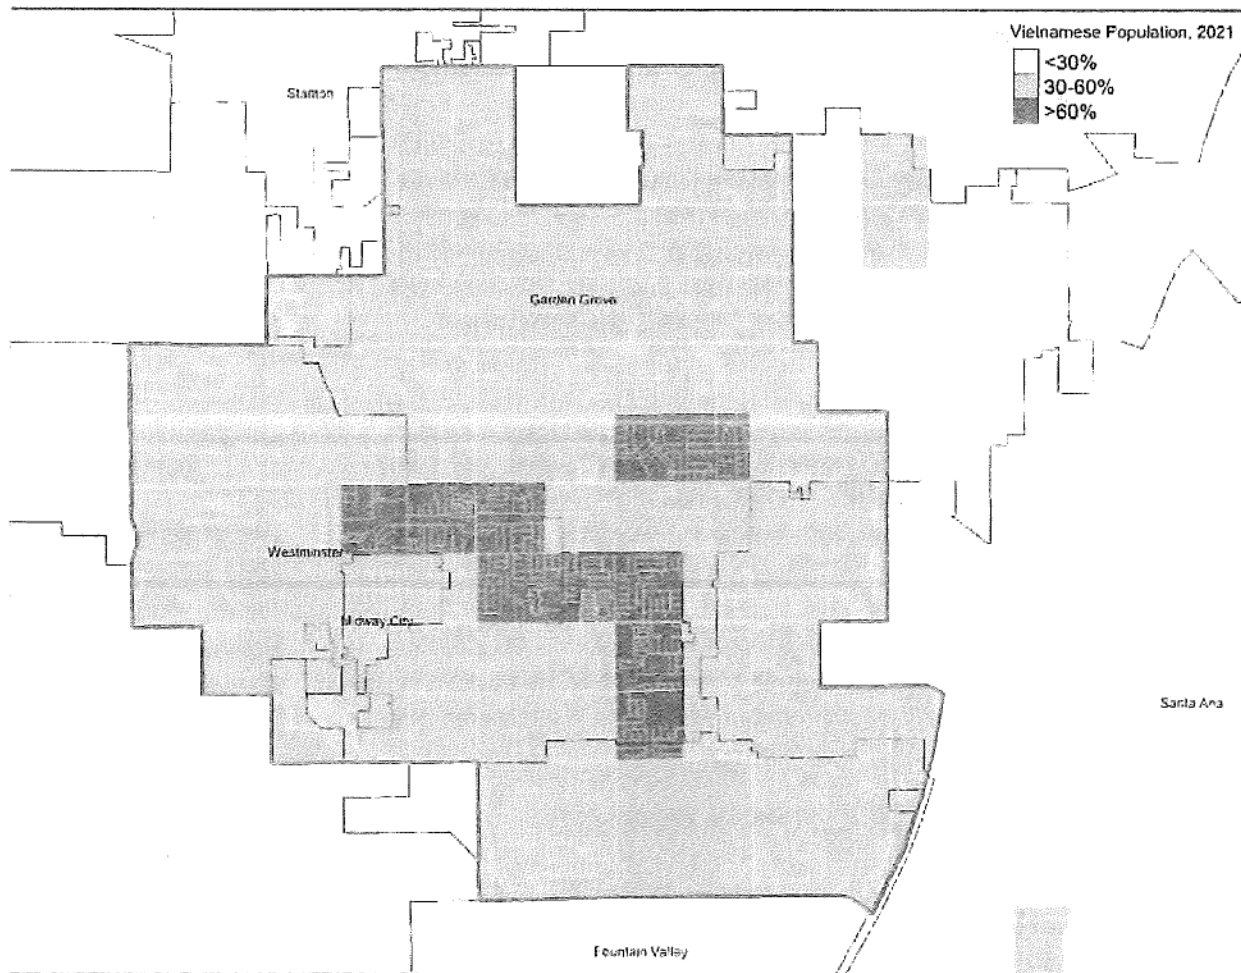 Vietnamese Population, 2021
<30%
30-60%
>60%
Stanton
Garden Grove
Westminster
Midway City
Santa Ana
Fountain Valley